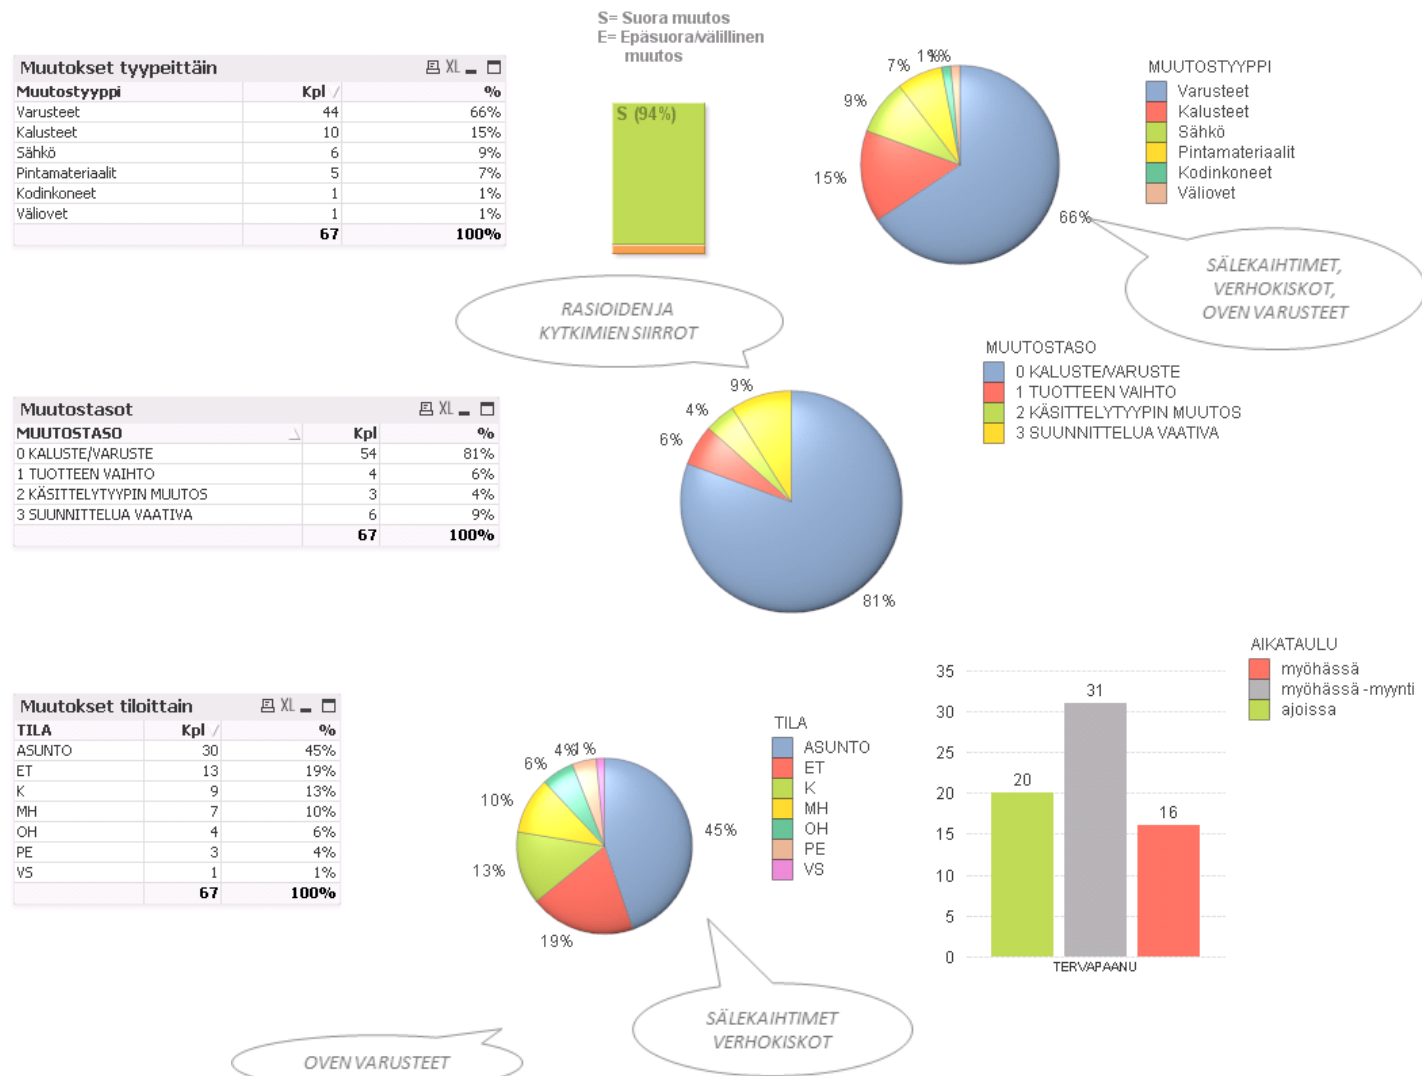 S= Suora muutos
E= Epäsuora/välillinen
muutos
Muutokset tyypeittäin XL
Muutostyyppi Kpl %
Varusteet 44 66%
Kalusteet 10 15%
Sähkö 6 9%
Pintamateriaalit 5 7%
Kodinkoneet 1 1%
Väliovet 1 1%
67 100%
S (94%)
1%
1%
7%
9%
15%
66%
MUUTOSTYYPPI
Varusteet
Kalusteet
Sähkö
Pintamateriaalit
Kodinkoneet
Väliovet
SÄLEKAIHTIMET,
VERHOKISKOT,
OVEN VARUSTEET
RASIOIDEN JA
KYTKIMIEN SIIRROT
Muutostasot XL
MUUTOSTASO Kpl %
0 KALUSTE/VARUSTE 54 81%
1 TUOTTEEN VAIHTO 4 6%
2 KÄSITTELYTYYPIN MUUTOS 3 4%
3 SUUNNITTELUA VAATIVA 6 9%
67 100%
9%
4%
6%
81%
MUUTOSTASO
0 KALUSTE/VARUSTE
1 TUOTTEEN VAIHTO
2 KÄSITTELYTYYPIN MUUTOS
3 SUUNNITTELUA VAATIVA
Muutokset tiloittain XL
TILA Kpl %
ASUNTO 30 45%
ET 13 19%
K 9 13%
MH 7 10%
OH 4 6%
PE 3 4%
VS 1 1%
67 100%
4%
1%
6%
10%
13%
19%
45%
TILA
ASUNTO
ET
K
MH
OH
PE
VS
AIKATAULU
myöhässä
myöhässä -myynti
ajoissa
35
30
25
20
15
10
5
0
20
31
16
TERVAPAANU
SÄLEKAIHTIMET
VERHOKISKOT
OVEN VARUSTEET